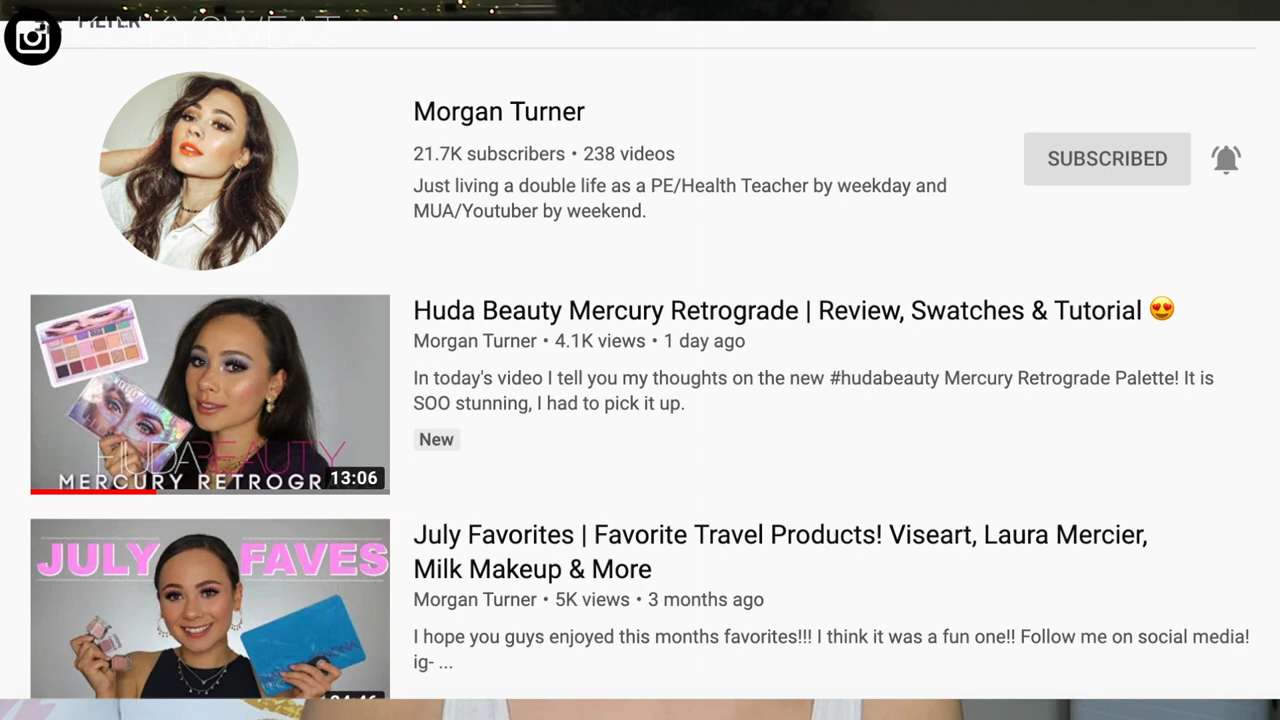 FILTER
KINKYSWEAT
Morgan Turner
21.7K subscribers • 238 videos
SUBSCRIBED
Just living a double life as a PE/Health Teacher by weekday and
MUA/Youtuber by weekend.
Huda Beauty Mercury Retrograde | Review, Swatches & Tutorial 😍
Morgan Turner • 4.1K views • 1 day ago
In today's video I tell you my thoughts on the new #hudabeauty Mercury Retrograde Palette! It is
SOO stunning, I had to pick it up.
New
HUDABEAUTY
MERCURY RETROGR
13:06
JULY FAVES
July Favorites | Favorite Travel Products! Viseart, Laura Mercier,
Milk Makeup & More
Morgan Turner • 5K views • 3 months ago
I hope you guys enjoyed this months favorites!!! I think it was a fun one!! Follow me on social media!
ig- ...